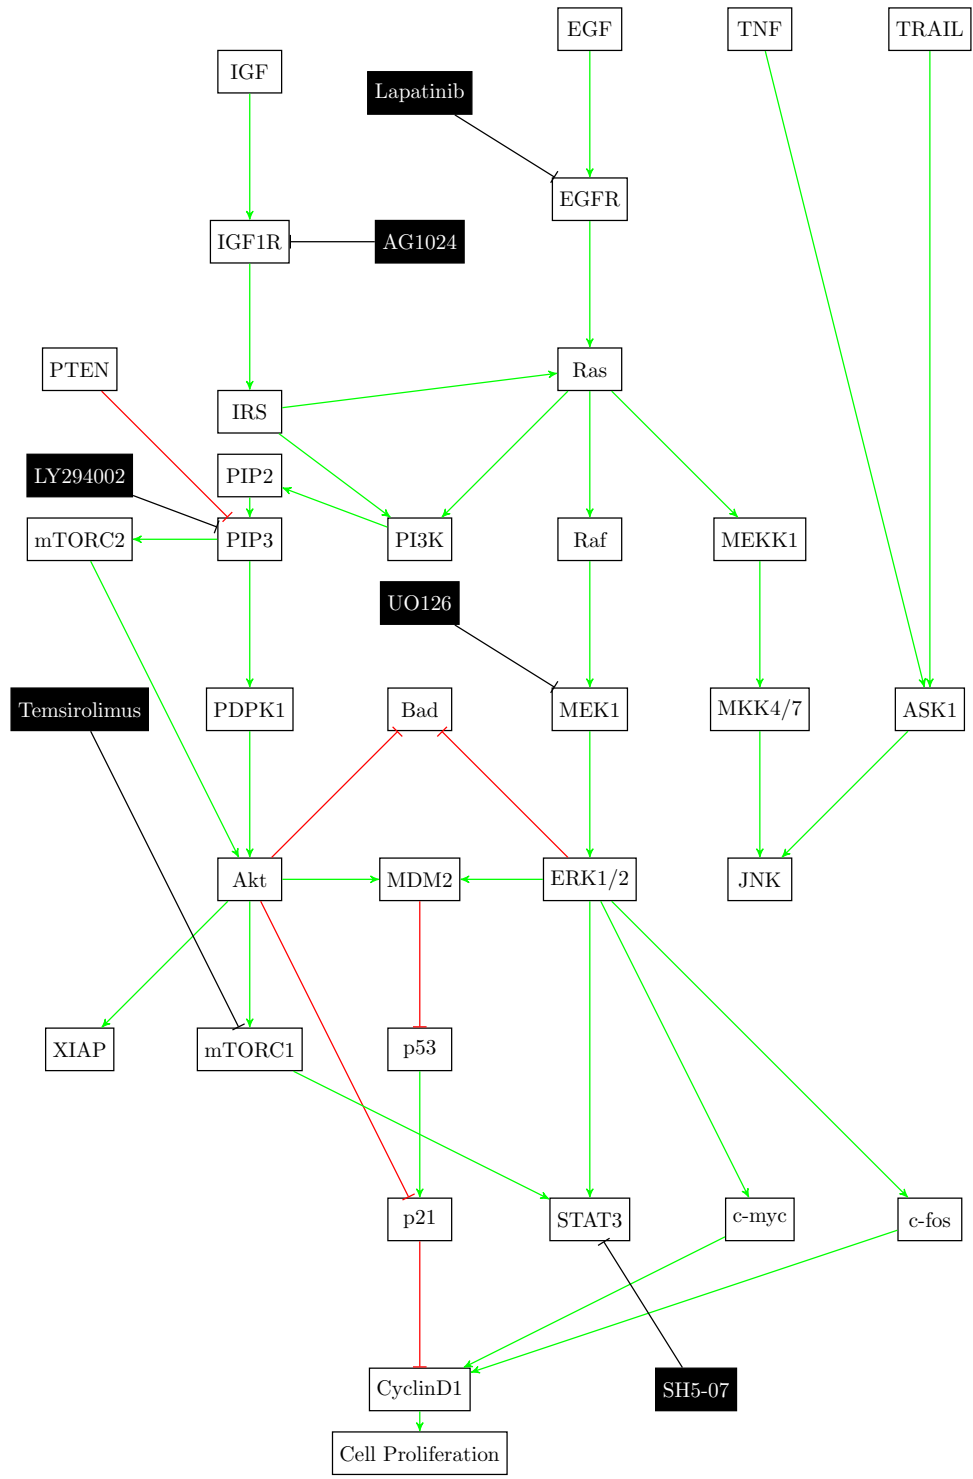 EGF
TNF
TRAIL
IGF
Lapatinib
EGFR
IGF1R
AG1024
PTEN
Ras
IRS
LY294002
PIP2
mTORC2
PIP3
PI3K
Raf
MEKK1
UO126
Temsirolimus
PDPK1
Bad
MEK1
MKK4/7
ASK1
Akt
MDM2
ERK1/2
JNK
XIAP
mTORC1
p53
p21
STAT3
c-myc
c-fos
CyclinD1
SH5-07
Cell Proliferation